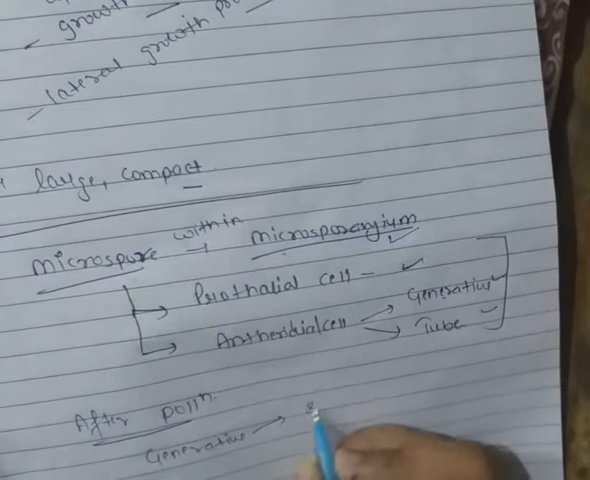 growth
lateral growth
large, compact
microspore within → microsporangium
→ Prothalial cell -
→ Antheridial cell → Generative
→ Tube
After polln.
Generative →